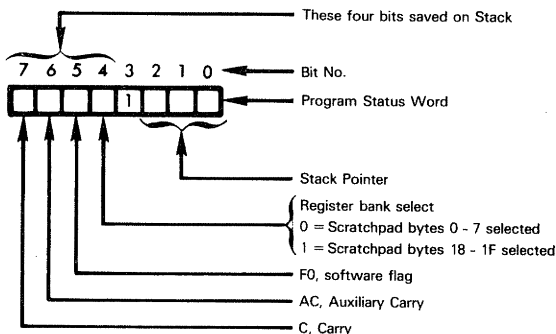 These four bits saved on Stack
7 6 5 4 3 2 1 0
Bit No.
1
Program Status Word
Stack Pointer
Register bank select
0 = Scratchpad bytes 0 - 7 selected
1 = Scratchpad bytes 18 - 1F selected
F0, software flag
AC, Auxiliary Carry
C, Carry